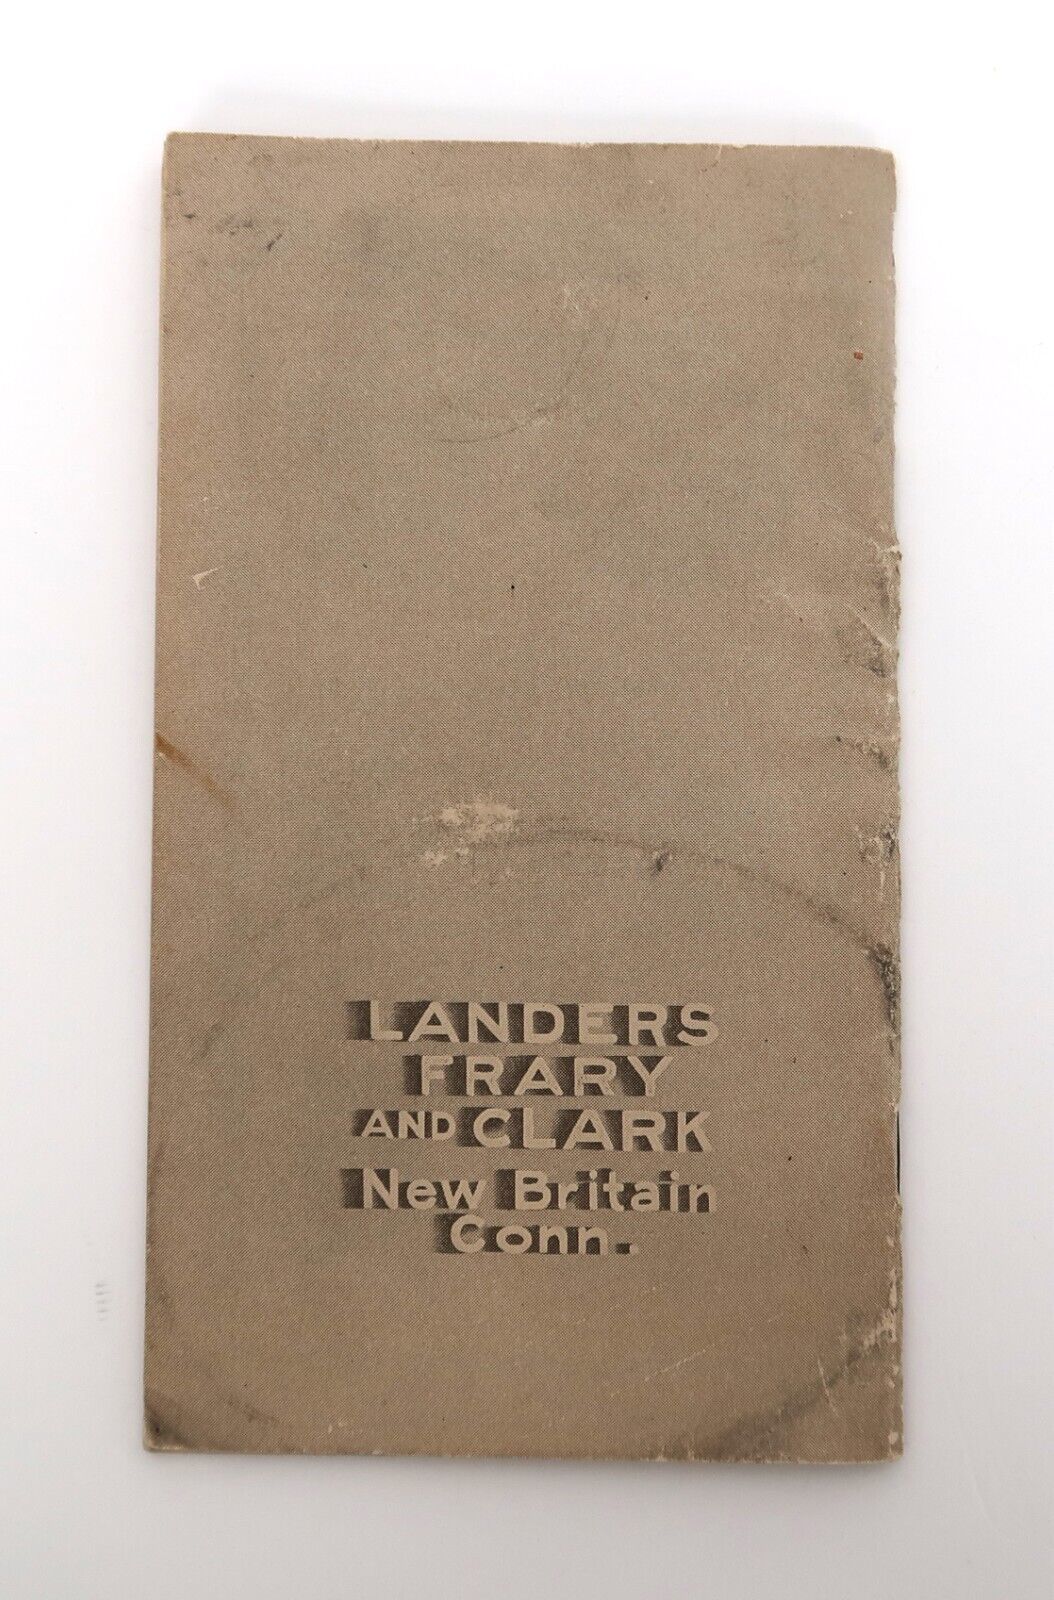 LANDERS
FRARY
AND CLARK
New Britain
Conn.